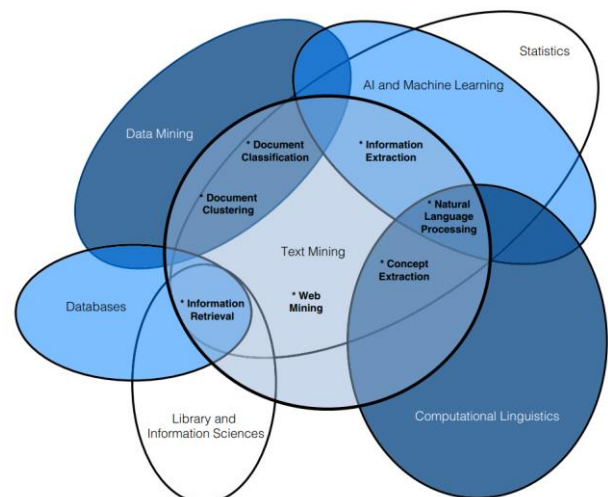 Statistics
AI and Machine Learning
Data Mining
* Document
Classification
* Information
Extraction
* Document
Clustering
* Natural
Language
Processing
Text Mining
* Concept
Extraction
* Web
Mining
Databases
* Information
Retrieval
Library and
Information Sciences
Computational Linguistics